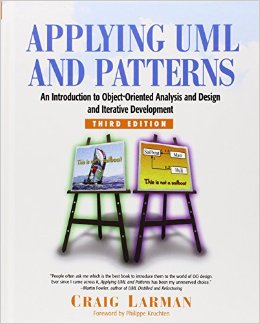 APPLYING UML
AND PATTERNS
An Introduction to Object-Oriented Analysis and Design
and Iterative Development
THIRD EDITION
Sailboat
Mast
Hull
This is not a sailboat
This is not a sailboat
"People often ask me which is the best book to introduce them to the world of OO design.
Ever since I came across it, Applying UML and Patterns has been my unreserved choice."
—Martin Fowler, author of UML Distilled and Refactoring
CRAIG LARMAN
Foreword by Philippe Kruchten